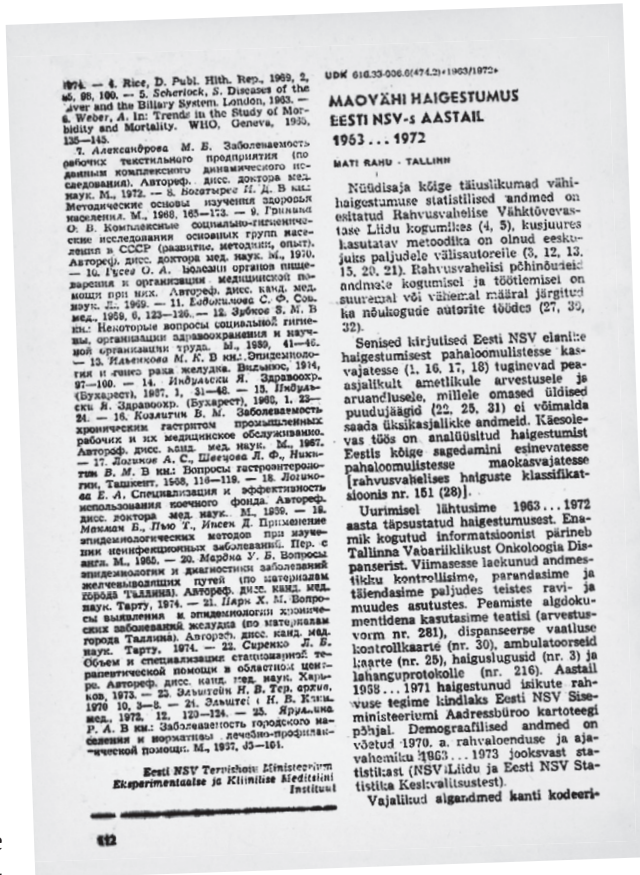 1974. — 4. Rice, D. Publ. Hlth. Rep., 1969, 2,
95, 100. — 5. Scherlock, S. Diseases of the
Liver and the Biliary System. London, 1963. —
6. Weber, A. In: Trends in the Study of Mor-
bidity and Mortality. WHO, Geneva, 1965,
135—145.
7. Александрова М. Б. Заболеваемость
рабочих текстильного предприятия (по
данным комплексного динамического ис-
следования). Автореф. дисс. доктора мед.
наук. М., 1972. — 8. Богатырев И. Д. В кн.:
Методические основы изучения здоровья
населения. М., 1968, 165—173. — 9. Гринина
О. В. Комплексные социально-гигиениче-
ские исследования основных групп насе-
ления в СССР (развитие, методики, опыт).
Автореф. дисс. доктора мед. наук. М., 1970.
— 10. Гусев О. А. Болезни органов пище-
варения и организация медицинской по-
мощи при них. Автореф. дисс. канд. мед.
наук. Л., 1969. — 11. Евдокимова С. Ф. Сов.
мед., 1959, 6, 123—126. — 12. Зубков З. М. В
кн.: Некоторые вопросы социальной гигие-
ны, организации здравоохранения и науч-
ной организации труда. М., 1969, 41—46.
— 13. Ильенкова М. К. В кн.: Эпидемиоло-
гия и рака желудка. Вильнюс,
97—100. — 14. Индульски Я. Здравоохр.
(Бухарест), 1967, 1, 31—48. — 15. Индуль-
ски Я. Здравоохр. (Бухарест), 1968, 1, 23—
24. — 16. Козлитин В. М. Заболеваемость
хроническим гастритом промышленных
рабочих и их медицинское обслуживание.
Автореф. дисс. канд. мед. наук. М., 1967.
— 17. Логинов А. С., Шевцова Л. Ф., Ники-
тин В. М. В кн.: Вопросы гастроэнтероло-
гии, Ташкент, 1968, 116—119. — 18. Логино-
ва Е. А. Специализация и эффективность
использования коечного фонда. Автореф.
дисс. доктора мед. наук. М., 1969. — 19.
Макман Б., Пью Т., Ипсен Д. Применение
эпидемиологических методов при изуче-
нии неинфекционных заболеваний. Пер. с
англ. М., 1965. — 20. Мардна У. Б. Вопросы
эпидемиологии и диагностики заболеваний
желчевыводящих путей (по материалам
города Таллина). Автореф. дисс. канд. мед.
наук. Тарту, 1974. — 21. Парк Х. М. Вопро-
сы выявления и эпидемиологии хрониче-
ских заболеваний желудка (по материалам
города Таллина). Автореф. дисс. канд. мед.
наук. Тарту, 1974. — 22. Сиренко Л. Б.
Объем и специализация стационарной те-
рапевтической помощи в областном цент-
ре. Автореф. дисс. канд. мед. наук. Харь-
ков, 1973. — 23. Эльштейн Н. В. Тер. архив,
1970 10, 3—8. — 24. Эльштейн Н. В. Клин.
мед., 1972, 12, 120—124. — 25. Яруллина
Р. А. В кн.: Заболеваемость городского на-
селения и нормативы лечебно-профилак-
тической помощи. М., 1967,
Eesti NSV Tervishoiu Ministeerium
Eksperimentaalse ja Kliinilise Meditsiini
Instituut
112
UDK 616.33-006.6(474.2)«1963/1972»
MAOVÄHI HAIGESTUMUS
EESTI NSV-s AASTAIL
1963 ... 1972
MATI RAHU · TALLINN
Nüüdisaja kõige täiuslikumad vähi-
haigestumuse statistilised andmed on
esitatud Rahvusvahelise Vähktõvevas-
tase Liidu kogumikes (4, 5), kusjuures
kasutatav metoodika on olnud eesku-
juks paljudele välisautoreile (3, 12, 13,
15, 20, 21). Rahvusvahelisi põhinõudeid
andmete kogumisel ja töötlemisel on
suuremal või vähemal määral järgitud
ka nõukogude autorite töödes (27, 39,
32).
Senised kirjutised Eesti NSV elanike
haigestumisest pahaloomulistesse kas-
vajatesse (1, 16, 17, 18) tuginevad pea-
asjalikult ametlikule arvestusele ja
aruandlusele, millele omased üldised
puudujäägid (22, 25, 31) ei võimalda
saada üksikasjalikke andmeid. Käesole-
vas töös on analüüsitud haigestumist
Eestis kõige sagedamini esinevatesse
pahaloomulistesse maokasvajatesse
[rahvusvahelises haiguste klassifikat-
sioonis nr. 151 (28)].
Uurimisel lähtusime 1963 ... 1972
aasta täpsustatud haigestumusest. Ena-
mik kogutud informatsioonist pärineb
Tallinna Vabariiklikust Onkoloogia Dis-
panserist. Viimasesse laekunud andmes-
tikku kontrollisime, parandasime ja
täiendasime paljudes teistes ravi- ja
muudes asutustes. Peamiste algdoku-
mentidena kasutasime teatisi (arvestus-
vorm nr. 281), dispanseerse vaatluse
kontrollkaarte (nr. 30), ambulatoorseid
kaarte (nr. 25), haiguslugusid (nr. 3) ja
lahanguprotokolle (nr. 216). Aastail
1958 ... 1971 haigestunud isikute rah-
vuse tegime kindlaks Eesti NSV Sise-
ministeeriumi Aadressbüroo kartoteegi
põhjal. Demograafilised andmed on
võetud 1970. a. rahvaloenduse ja aja-
vahemiku 1963 ... 1973 jooksvast sta-
tistikast (NSV Liidu ja Eesti NSV Sta-
tistika Keskvalitsustest).
Vajalikud algandmed kanti kodeeri-